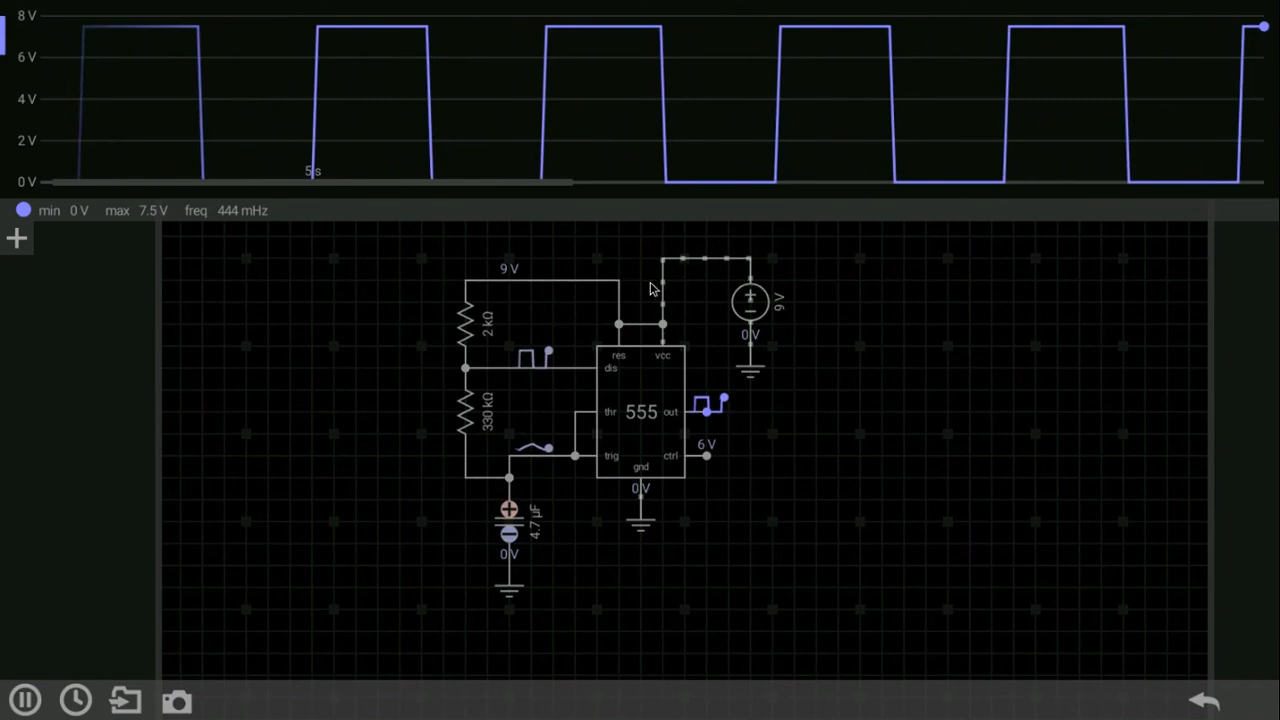 8 V
6 V
4 V
2 V
5 s
0 V
min 0 V max 7.5 V freq 444 mHz
9 V
9 V
2 kΩ
0 V
res vcc
dis
330 kΩ
thr 555 out
6 V
trig ctrl
gnd
0 V
4.7 µF
0 V